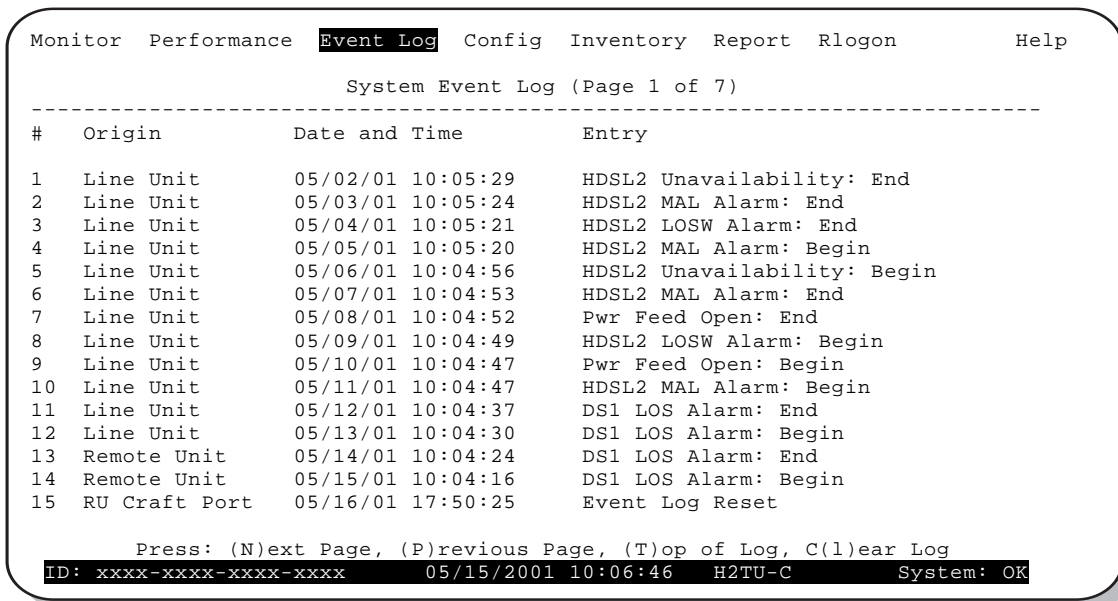 Monitor Performance Event Log Config Inventory Report Rlogon Help
System Event Log (Page 1 of 7)
--------------------------------------------------------------------------------
# Origin Date and Time Entry
1 Line Unit 05/02/01 10:05:29 HDSL2 Unavailability: End
2 Line Unit 05/03/01 10:05:24 HDSL2 MAL Alarm: End
3 Line Unit 05/04/01 10:05:21 HDSL2 LOSW Alarm: End
4 Line Unit 05/05/01 10:05:20 HDSL2 MAL Alarm: Begin
5 Line Unit 05/06/01 10:04:56 HDSL2 Unavailability: Begin
6 Line Unit 05/07/01 10:04:53 HDSL2 MAL Alarm: End
7 Line Unit 05/08/01 10:04:52 Pwr Feed Open: End
8 Line Unit 05/09/01 10:04:49 HDSL2 LOSW Alarm: Begin
9 Line Unit 05/10/01 10:04:47 Pwr Feed Open: Begin
10 Line Unit 05/11/01 10:04:47 HDSL2 MAL Alarm: Begin
11 Line Unit 05/12/01 10:04:37 DS1 LOS Alarm: End
12 Line Unit 05/13/01 10:04:30 DS1 LOS Alarm: Begin
13 Remote Unit 05/14/01 10:04:24 DS1 LOS Alarm: End
14 Remote Unit 05/15/01 10:04:16 DS1 LOS Alarm: Begin
15 RU Craft Port 05/16/01 17:50:25 Event Log Reset
Press: (N)ext Page, (P)revious Page, (T)op of Log, C(l)ear Log
ID: xxxx-xxxx-xxxx-xxxx 05/15/2001 10:06:46 H2TU-C System: OK